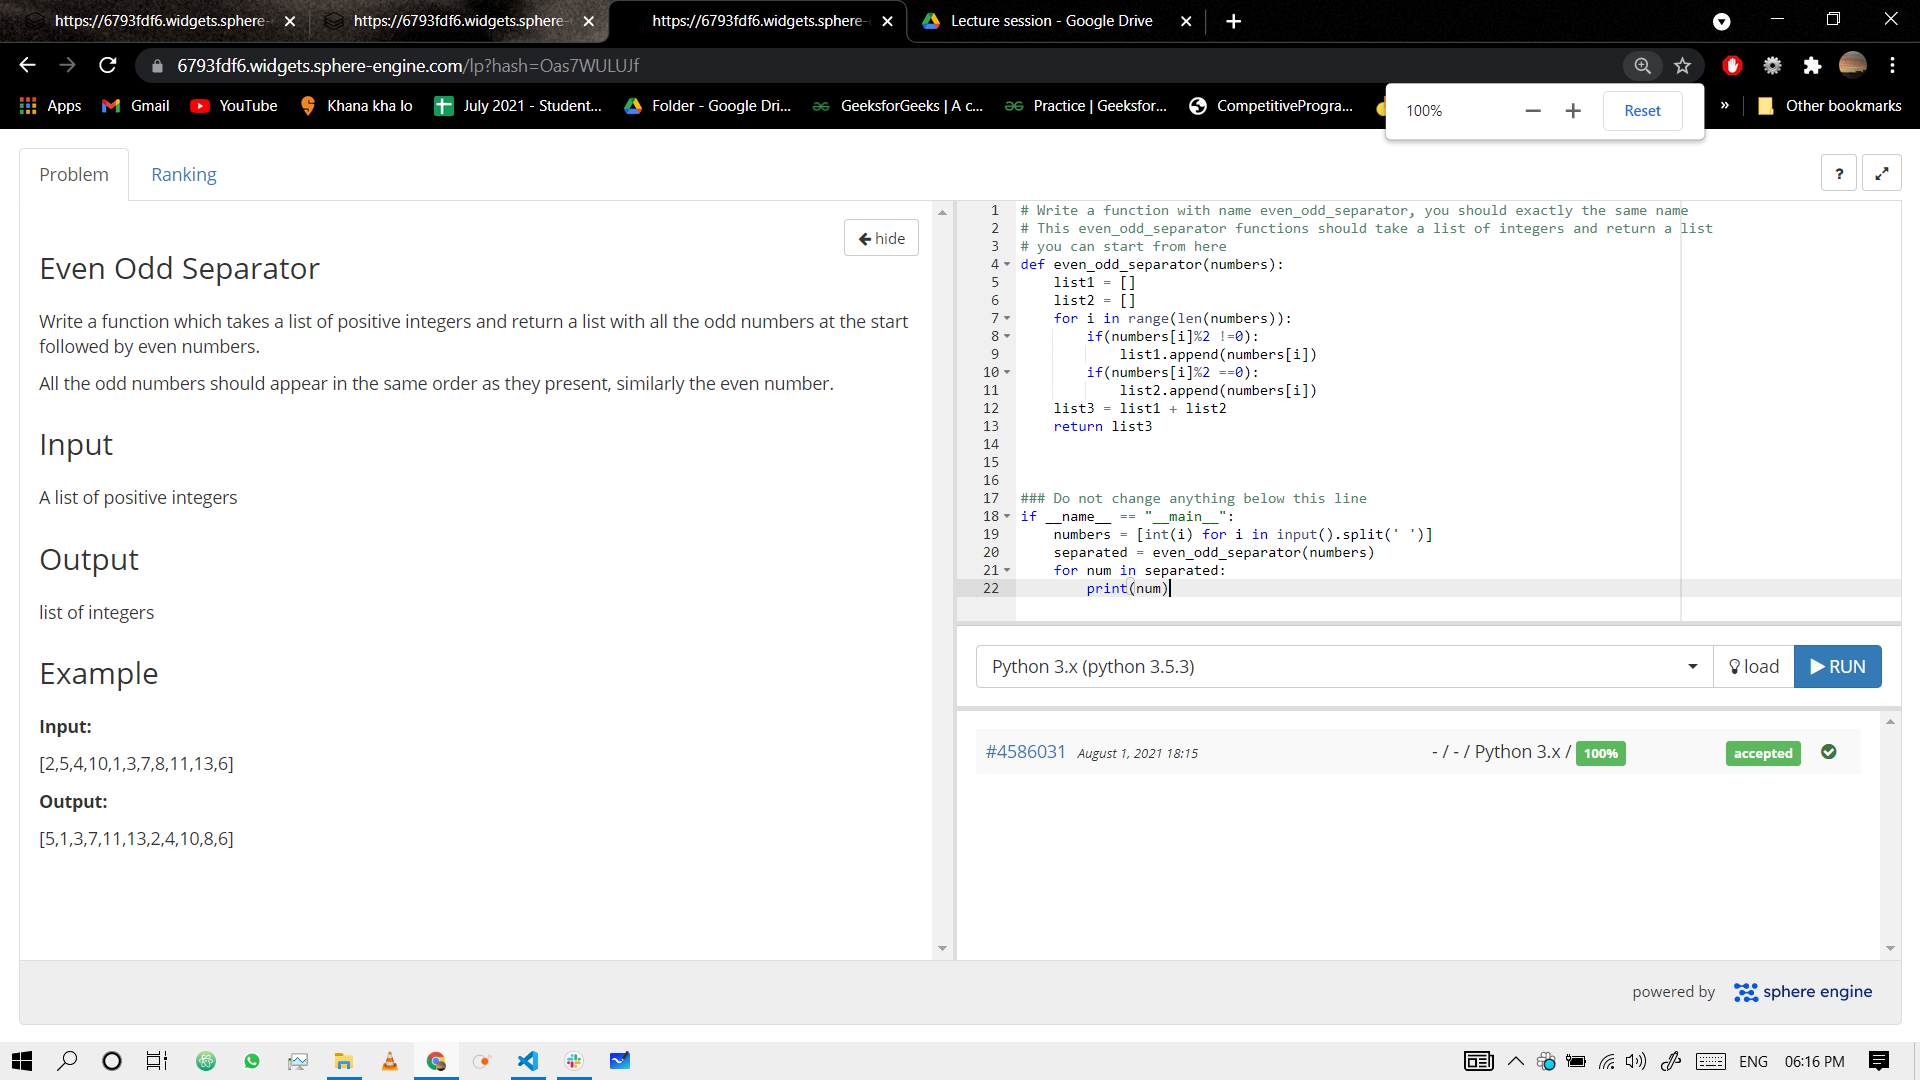 https://6793fdf6.widgets.sphere-
https://6793fdf6.widgets.sphere-
https://6793fdf6.widgets.sphere-
Lecture session - Google Drive
6793fdf6.widgets.sphere-engine.com/lp?hash=Oas7WULUJf
Apps
Gmail
YouTube
Khana kha lo
July 2021 - Student...
Folder - Google Dri...
GeeksforGeeks | A c...
Practice | Geeksfor...
CompetitiveProgra...
»
Other bookmarks
100%
Reset
Problem
Ranking
?
hide
Even Odd Separator
Write a function which takes a list of positive integers and return a list with all the odd numbers at the start
followed by even numbers.
All the odd numbers should appear in the same order as they present, similarly the even number.
Input
A list of positive integers
Output
list of integers
Example
Input:
[2,5,4,10,1,3,7,8,11,13,6]
Output:
[5,1,3,7,11,13,2,4,10,8,6]
1 # Write a function with name even_odd_separator, you should exactly the same name
2 # This even_odd_separator functions should take a list of integers and return a list
3 # you can start from here
4 def even_odd_separator(numbers):
5     list1 = []
6     list2 = []
7     for i in range(len(numbers)):
8         if(numbers[i]%2 !=0):
9             list1.append(numbers[i])
10         if(numbers[i]%2 ==0):
11             list2.append(numbers[i])
12     list3 = list1 + list2
13     return list3
14
15
16
17 ### Do not change anything below this line
18 if __name__ == "__main__":
19     numbers = [int(i) for i in input().split(' ')]
20     separated = even_odd_separator(numbers)
21     for num in separated:
22         print(num)
Python 3.x (python 3.5.3)
load
RUN
#4586031 August 1, 2021 18:15
- / - / Python 3.x / 100%
accepted
powered by sphere engine
ENG
06:16 PM